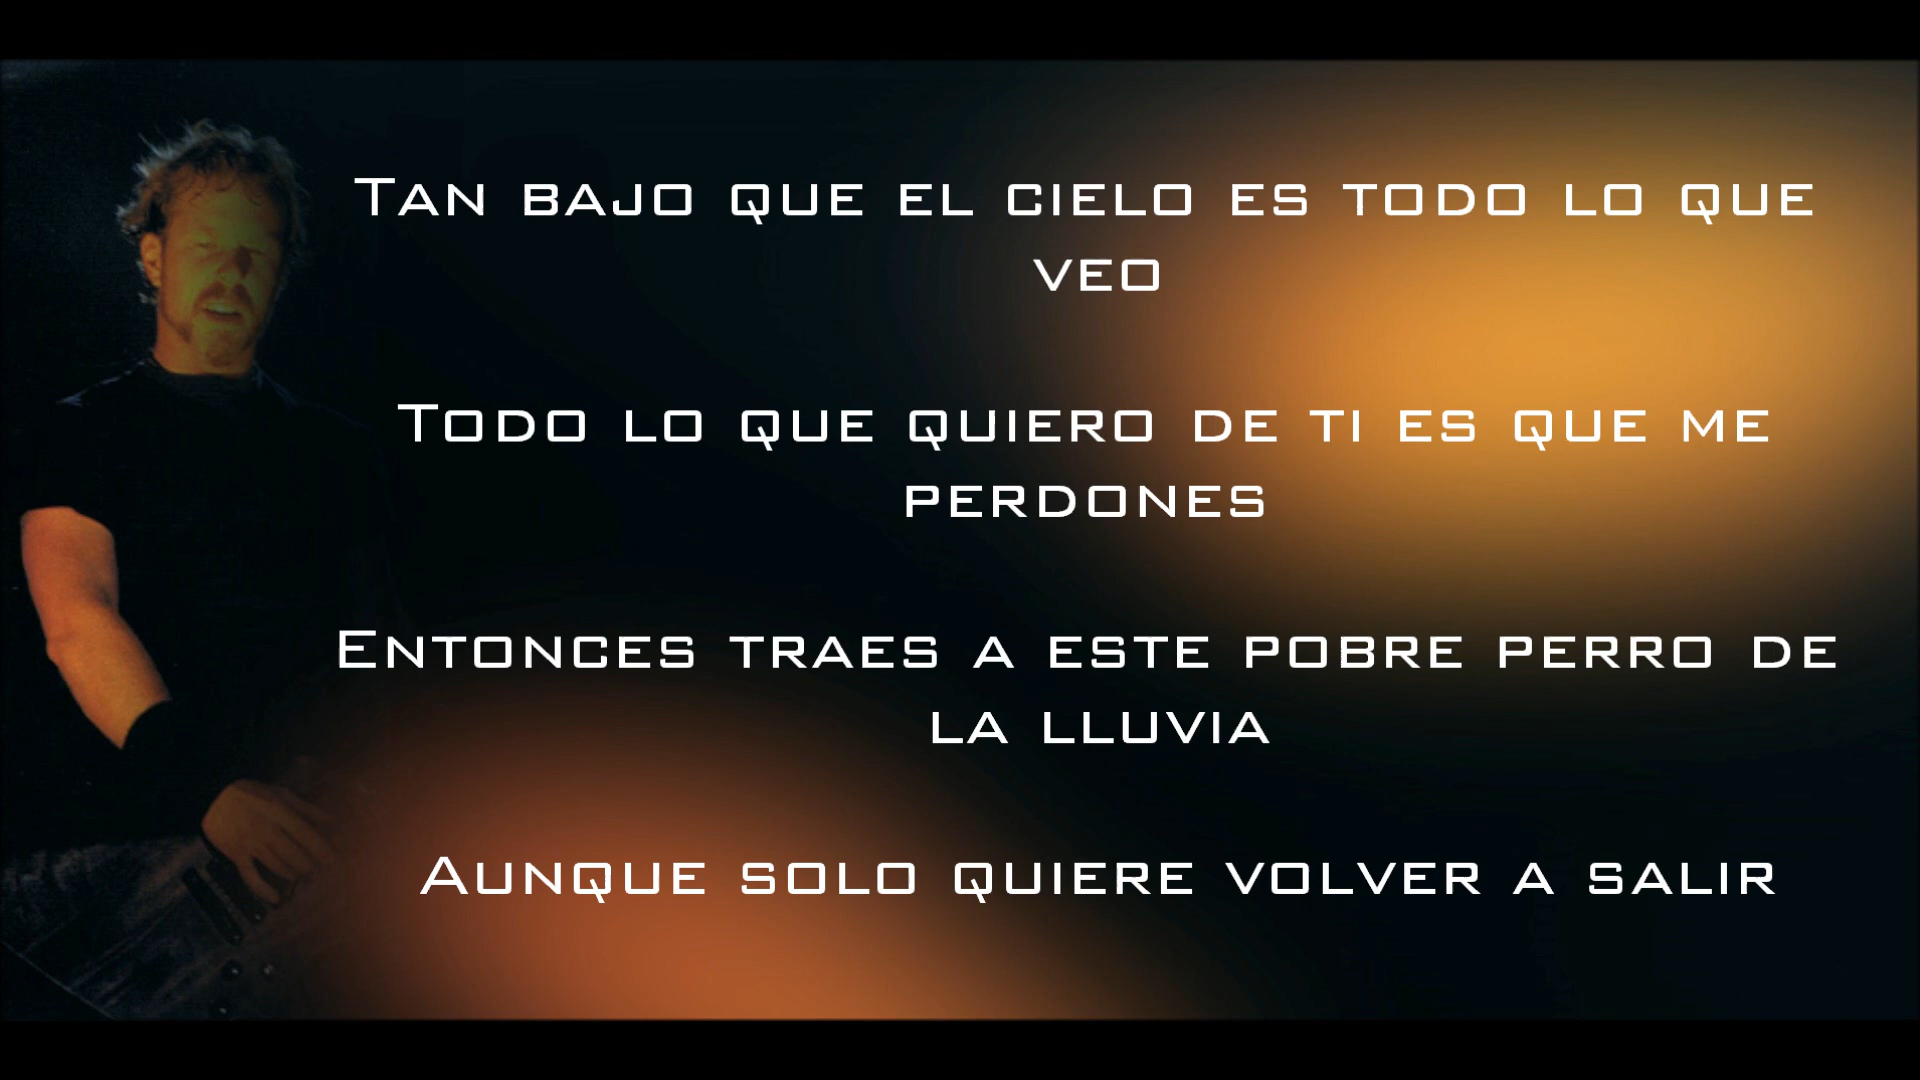 Tan bajo que el cielo es todo lo que
veo
Todo lo que quiero de ti es que me
perdones
Entonces traes a este pobre perro de
la lluvia
Aunque solo quiere volver a salir